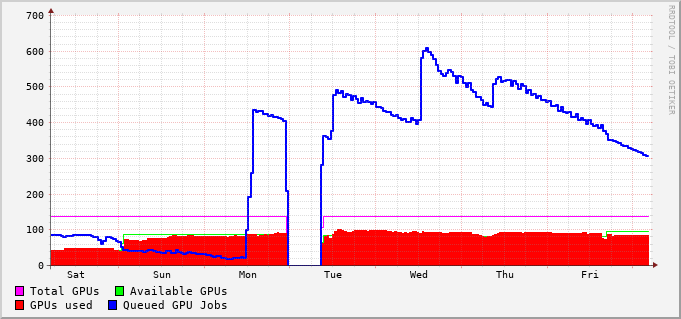 700
600
500
400
300
200
100
0
Sat Sun Mon Tue Wed Thu Fri
Total GPUs Available GPUs
GPUs used Queued GPU Jobs
RRDTOOL / TOBI OETIKER